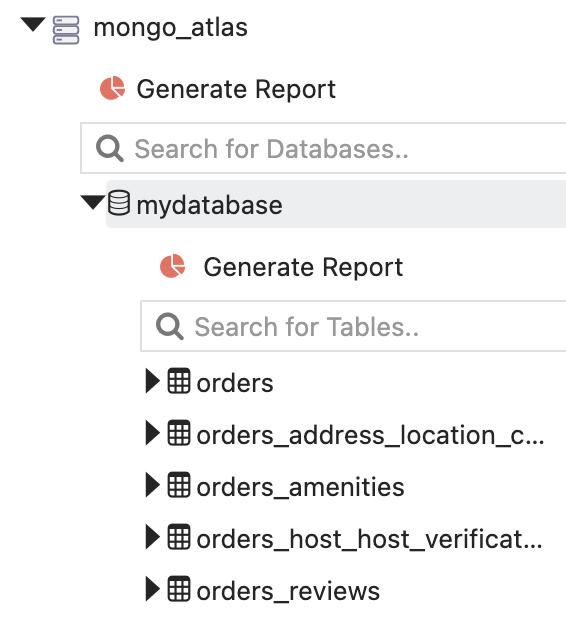 mongo_atlas
Generate Report
Search for Databases..
mydatabase
Generate Report
Search for Tables..
orders
orders_address_location_c...
orders_amenities
orders_host_host_verificat...
orders_reviews